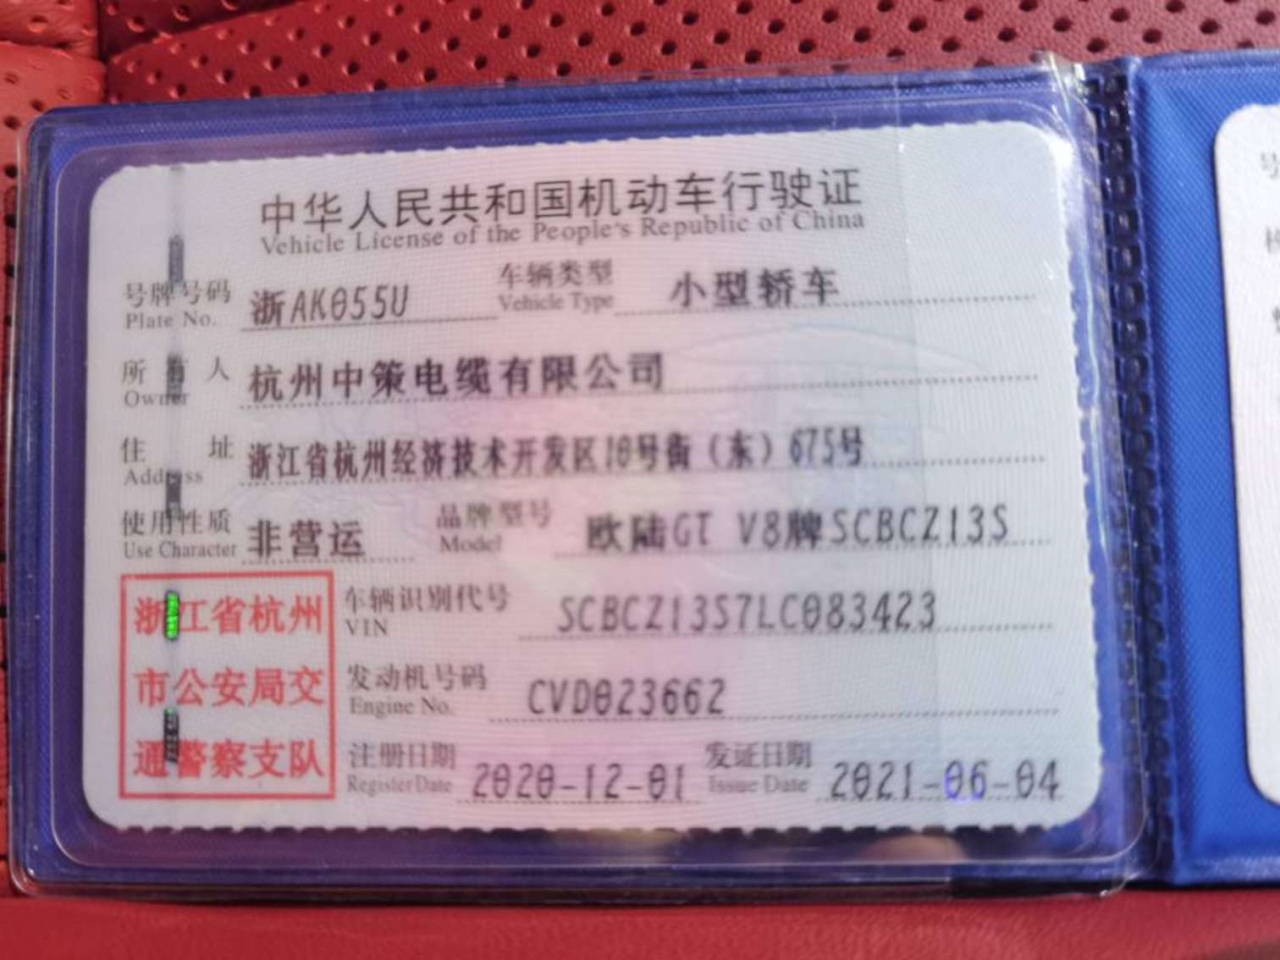 中华人民共和国机动车行驶证
Vehicle License of the People's Republic of China
号牌号码 浙AK055U 车辆类型 小型轿车
Plate No. Vehicle Type
所有人 杭州中策电缆有限公司
Owner
住址 浙江省杭州经济技术开发区10号街（东）675号
Address
使用性质 非营运 品牌型号 欧陆GT V8牌SCBCZ13S
Use Character Model
浙江省杭州
市公安局交
通警察支队
车辆识别代号 SCBCZ13S7LC083423
VIN
发动机号码 CVD023662
Engine No.
注册日期 2020-12-01 发证日期 2021-06-04
Register Date Issue Date